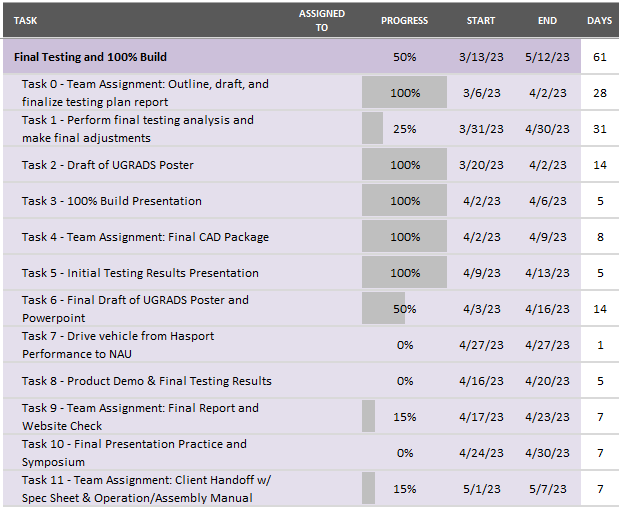 TASK ASSIGNED TO PROGRESS START END DAYS
Final Testing and 100% Build 50% 3/13/23 5/12/23 61
Task 0 - Team Assignment: Outline, draft, and
finalize testing plan report 100% 3/6/23 4/2/23 28
Task 1 - Perform final testing analysis and
make final adjustments 25% 3/31/23 4/30/23 31
Task 2 - Draft of UGRADS Poster 100% 3/20/23 4/2/23 14
Task 3 - 100% Build Presentation 100% 4/2/23 4/6/23 5
Task 4 - Team Assignment: Final CAD Package 100% 4/2/23 4/9/23 8
Task 5 - Initial Testing Results Presentation 100% 4/9/23 4/13/23 5
Task 6 - Final Draft of UGRADS Poster and
Powerpoint 50% 4/3/23 4/16/23 14
Task 7 - Drive vehicle from Hasport
Performance to NAU 0% 4/27/23 4/27/23 1
Task 8 - Product Demo & Final Testing Results 0% 4/16/23 4/20/23 5
Task 9 - Team Assignment: Final Report and
Website Check 15% 4/17/23 4/23/23 7
Task 10 - Final Presentation Practice and
Symposium 0% 4/24/23 4/30/23 7
Task 11 - Team Assignment: Client Handoff w/
Spec Sheet & Operation/Assembly Manual 15% 5/1/23 5/7/23 7